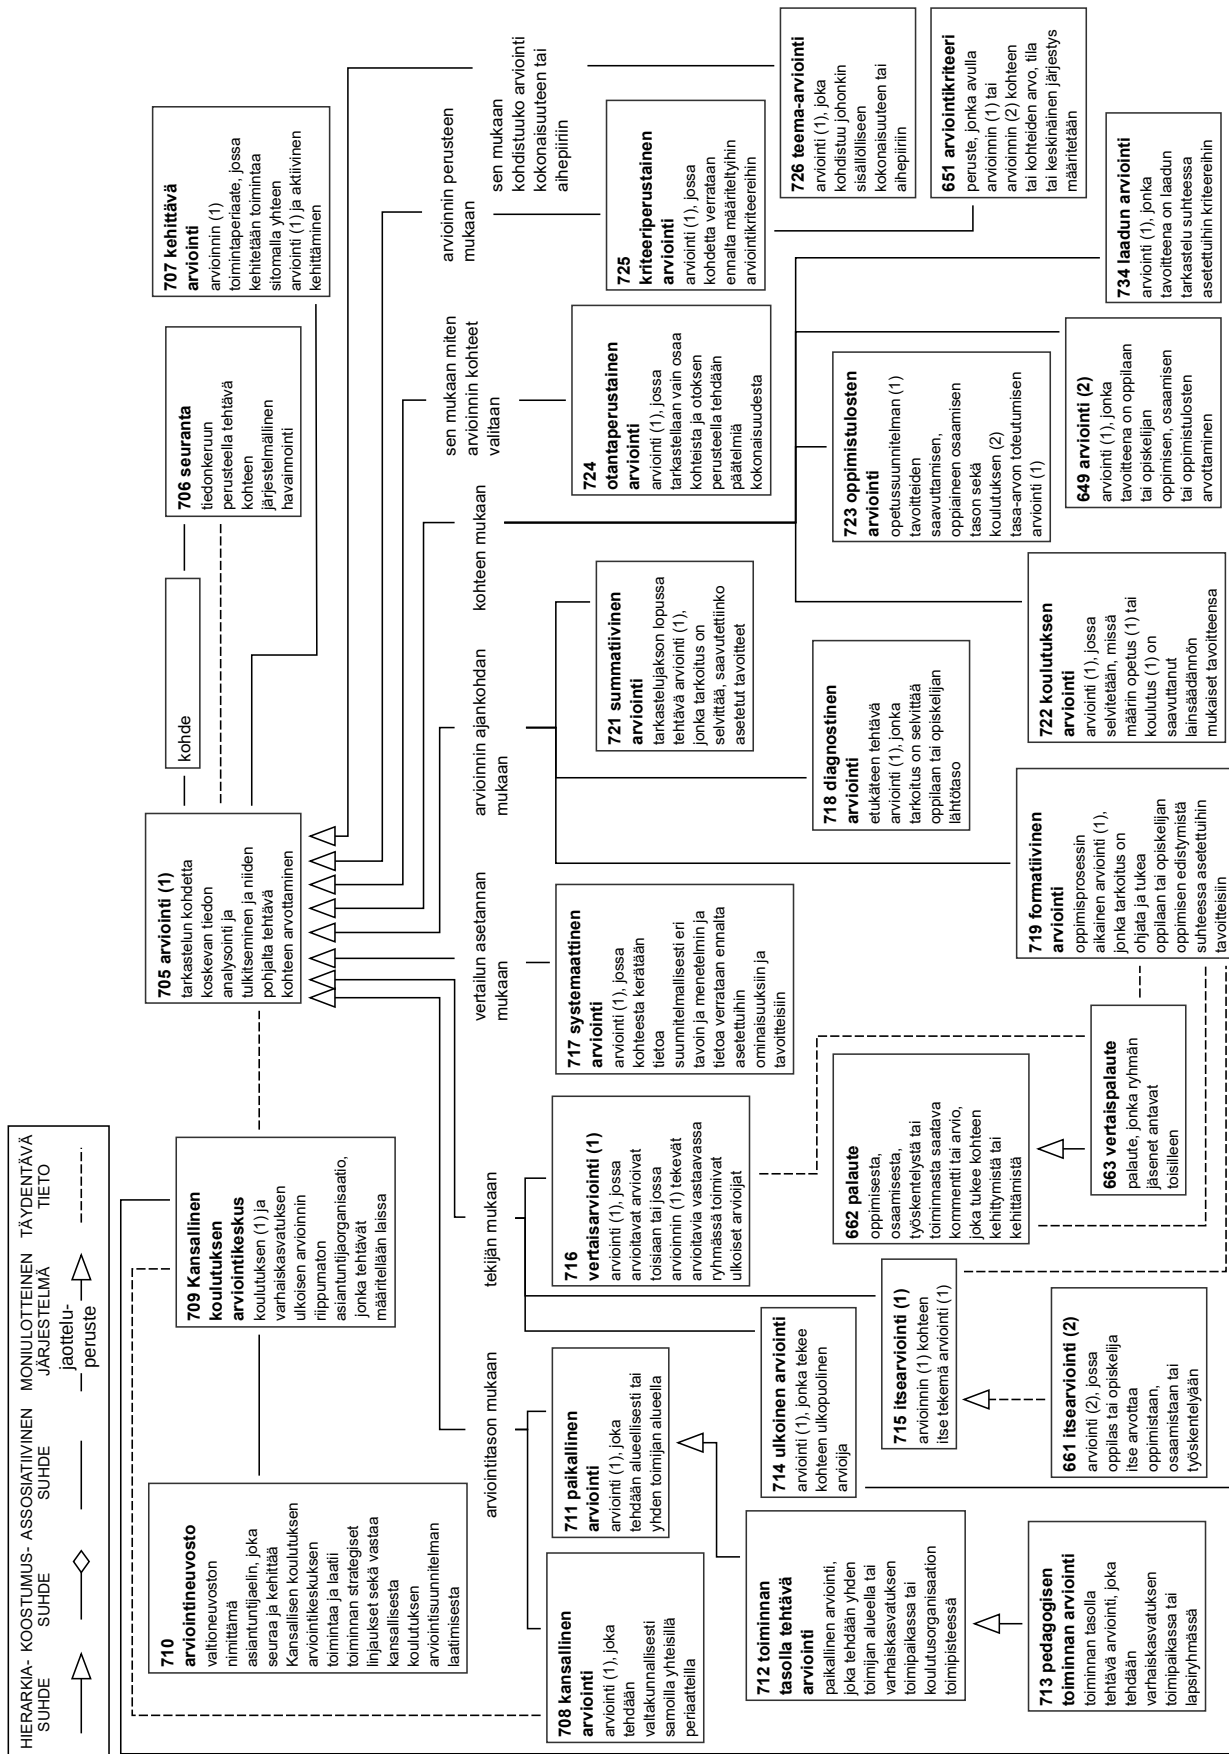 HIERARKIA- KOOSTUMUS- ASSOSIATIIVINEN MONIULOTTEINEN TÄYDENTÄVÄ
SUHDE SUHDE SUHDE JÄRJESTELMÄ TIETO
jaottelu-
peruste
710
arviointineuvosto
valtioneuvoston
nimittämä
asiantuntijaelin, joka
seuraa ja kehittää
Kansallisen koulutuksen
arviointikeskuksen
toimintaa ja laatii
toiminnan strategiset
linjaukset sekä vastaa
kansallisesta
koulutuksen
arviointisuunnitelman
laatimisesta
709 Kansallinen
koulutuksen
arviointikeskus
koulutuksen (1) ja
varhaiskasvatuksen
ulkoisen arvioinnin
riippumaton
asiantuntijaorganisaatio,
jonka tehtävät
määritellään laissa
705 arviointi (1)
tarkastelun kohdetta
koskevan tiedon
analysointi ja
tulkitseminen ja niiden
pohjalta tehtävä
kohteen arvottaminen
kohde
706 seuranta
tiedonkeruun
perusteella tehtävä
kohteen
järjestelmällinen
havainnointi
707 kehittävä
arviointi
arvioinnin (1)
toimintaperiaate, jossa
kehitetään toimintaa
sitomalla yhteen
arviointi (1) ja aktiivinen
kehittäminen
arviointitason mukaan
tekijän mukaan
vertailun asetannan
mukaan
arvioinnin ajankohdan
mukaan
kohteen mukaan
sen mukaan miten
arvioinnin kohteet
valitaan
arvioinnin perusteen
mukaan
sen mukaan
kohdistuuko arviointi
kokonaisuuteen tai
aihepiiriin
708 kansallinen
arviointi
arviointi (1), joka
tehdään
valtakunnallisesti
samoilla yhteisillä
periaatteilla
711 paikallinen
arviointi
arviointi (1), joka
tehdään alueellisesti tai
yhden toimijan alueella
716
vertaisarviointi (1)
arviointi (1), jossa
arvioitavat arvioivat
toisiaan tai jossa
arvioinnin (1) tekevät
arvioitavia vastaavassa
ryhmässä toimivat
ulkoiset arvioijat
717 systemaattinen
arviointi
arviointi (1), jossa
kohteesta kerätään
tietoa
suunnitelmallisesti eri
tavoin ja menetelmin ja
tietoa verrataan ennalta
asetettuihin
ominaisuuksiin ja
tavoitteisiin
721 summatiivinen
arviointi
tarkastelujakson lopussa
tehtävä arviointi (1),
jonka tarkoitus on
selvittää, saavutettiinko
asetetut tavoitteet
724
otantaperustainen
arviointi
arviointi (1), jossa
tarkastellaan vain osaa
kohteista ja otoksen
perusteella tehdään
päätelmiä
kokonaisuudesta
725
kriteeriperustainen
arviointi
arviointi (1), jossa
kohdetta verrataan
ennalta määriteltyihin
arviointikriteereihin
726 teema-arviointi
arviointi (1), joka
kohdistuu johonkin
sisällölliseen
kokonaisuuteen tai
aihepiiriin
712 toiminnan
tasolla tehtävä
arviointi
paikallinen arviointi,
joka tehdään yhden
toimijan alueella tai
varhaiskasvatuksen
toimipaikassa tai
koulutusorganisaation
toimipisteessä
714 ulkoinen arviointi
arviointi (1), jonka tekee
kohteen ulkopuolinen
arvioija
715 itsearviointi (1)
arvioinnin (1) kohteen
itse tekemä arviointi (1)
662 palaute
oppimisesta,
osaamisesta,
työskentelystä tai
toiminnasta saatava
kommentti tai arvio,
joka tukee kohteen
kehittymistä tai
kehittämistä
718 diagnostinen
arviointi
etukäteen tehtävä
arviointi (1), jonka
tarkoitus on selvittää
oppilaan tai opiskelijan
lähtötaso
723 oppimistulosten
arviointi
opetussuunnitelman (1)
tavoitteiden
saavuttamisen,
oppiaineen osaamisen
tason sekä
koulutuksen (2)
tasa-arvon toteutumisen
arviointi (1)
651 arviointikriteeri
peruste, jonka avulla
arvioinnin (1) tai
arvioinnin (2) kohteen
tai kohteiden arvo, tila
tai keskinäinen järjestys
määritetään
713 pedagogisen
toiminnan arviointi
toiminnan tasolla
tehtävä arviointi, joka
tehdään
varhaiskasvatuksen
toimipaikassa tai
lapsiryhmässä
661 itsearviointi (2)
arviointi (2), jossa
oppilas tai opiskelija
itse arvottaa
oppimistaan,
osaamistaan tai
työskentelyään
663 vertaispalaute
palaute, jonka ryhmän
jäsenet antavat
toisilleen
719 formatiivinen
arviointi
oppimisprosessin
aikainen arviointi (1),
jonka tarkoitus on
ohjata ja tukea
oppilaan tai opiskelijan
oppimisen edistymistä
suhteessa asetettuihin
tavoitteisiin
722 koulutuksen
arviointi
arviointi (1), jossa
selvitetään, missä
määrin opetus (1) tai
koulutus (1) on
saavuttanut
lainsäädännön
mukaiset tavoitteensa
649 arviointi (2)
arviointi (1), jonka
tavoitteena on oppilaan
tai opiskelijan
oppimisen, osaamisen
tai oppimistulosten
arvottaminen
734 laadun arviointi
arviointi (1), jonka
tavoitteena on laadun
tarkastelu suhteessa
asetettuihin kriteereihin